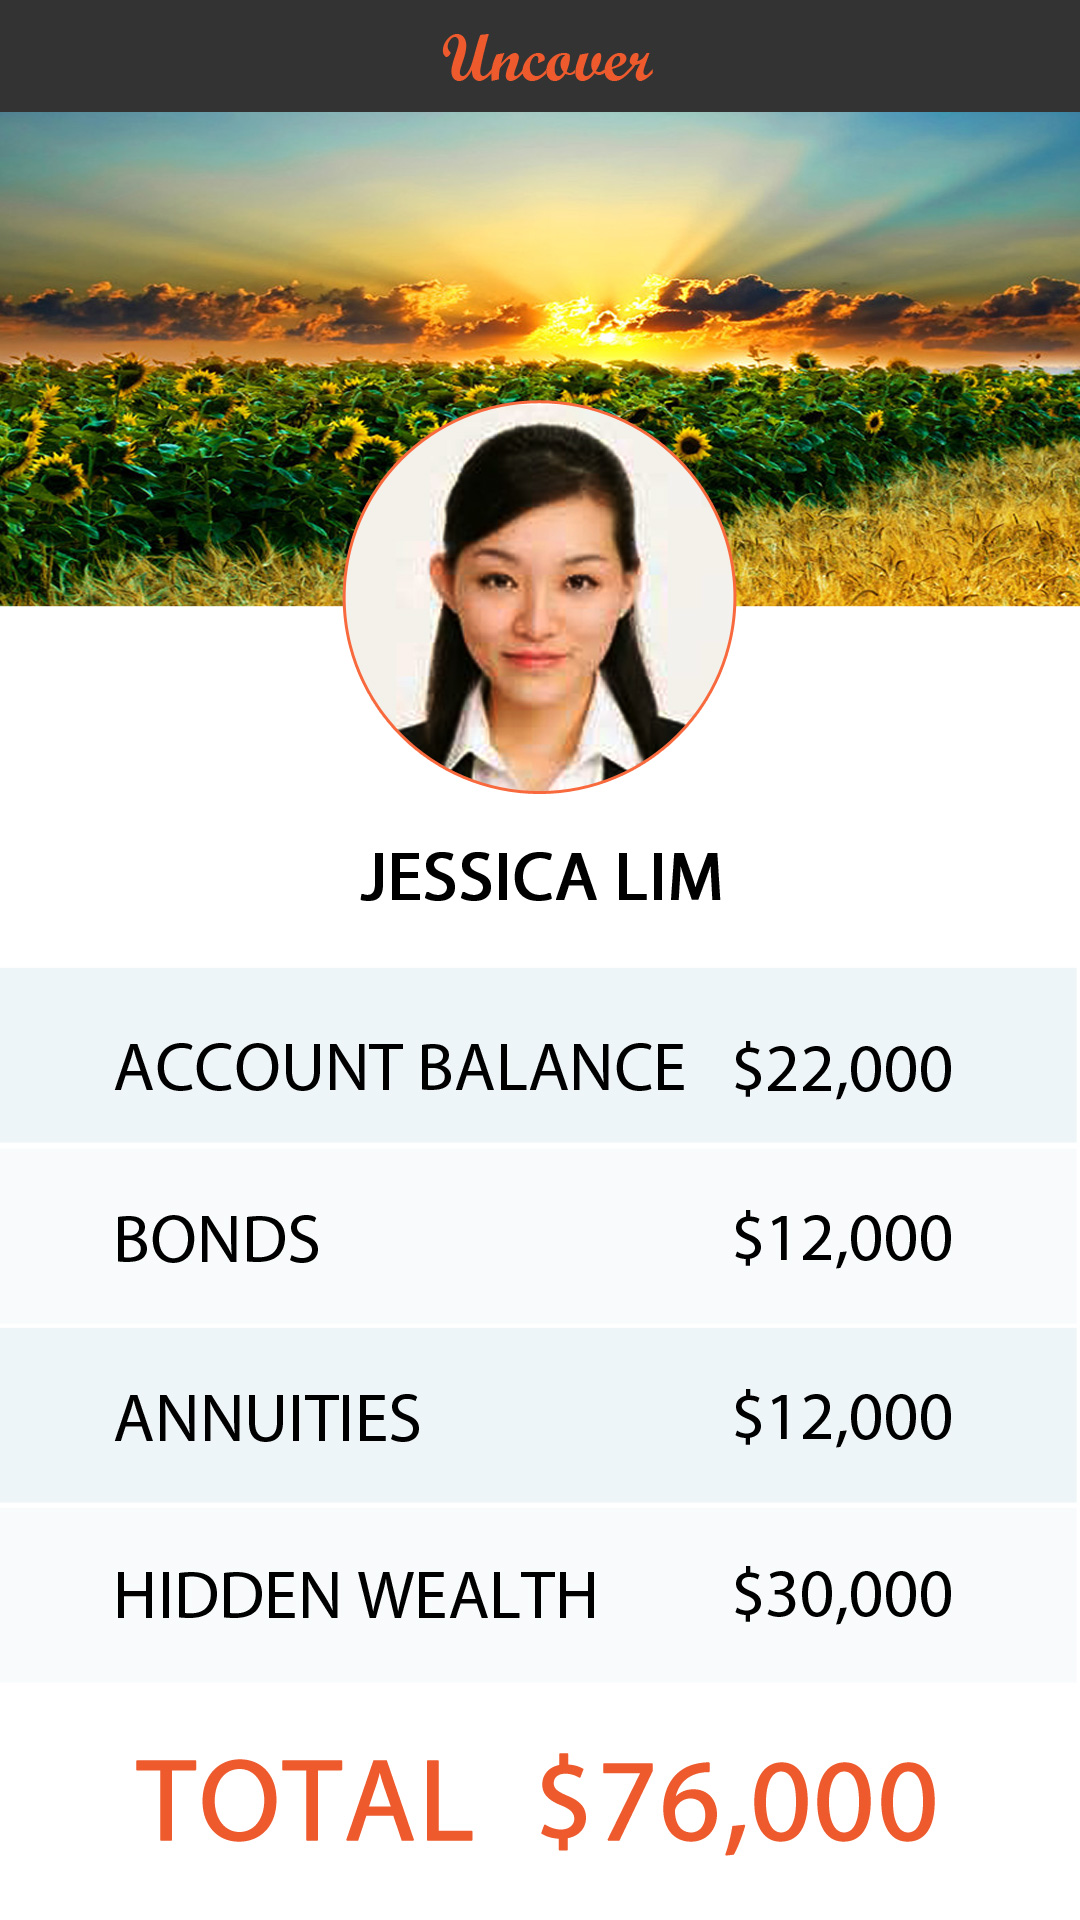 Uncover
JESSICA LIM
ACCOUNT BALANCE $22,000
BONDS $12,000
ANNUITIES $12,000
HIDDEN WEALTH $30,000
TOTAL $76,000